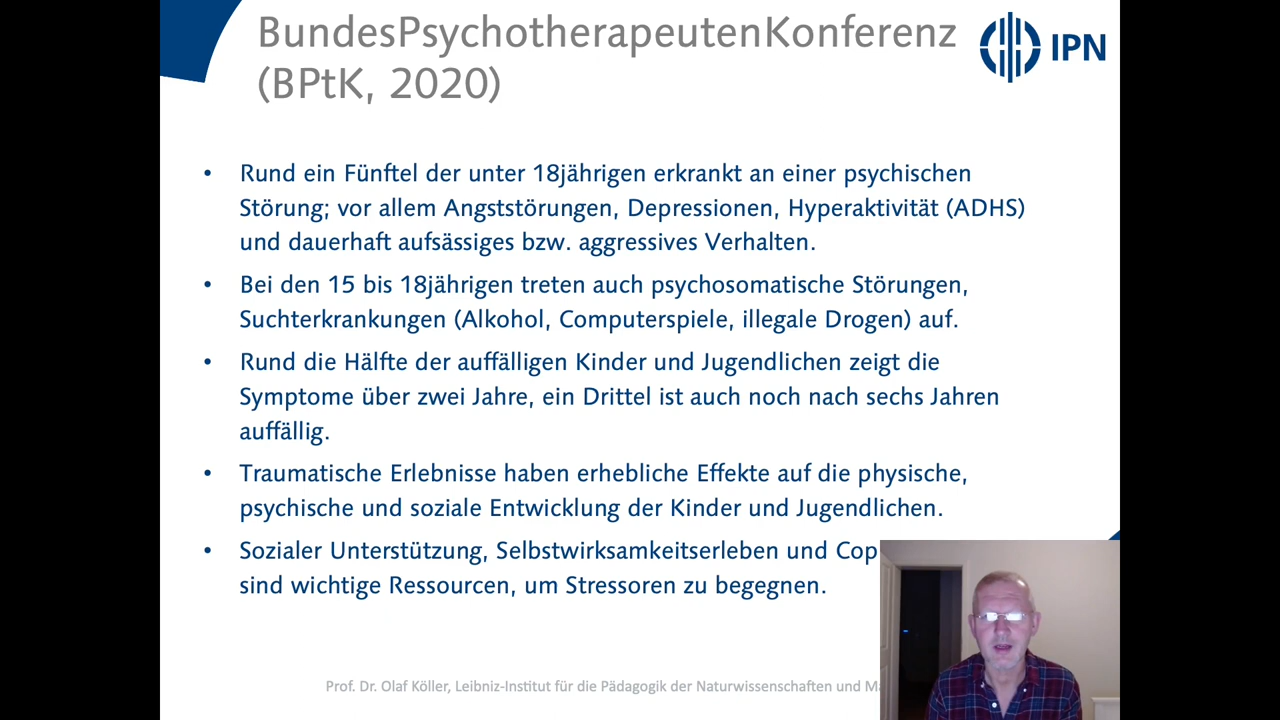 BundesPsychotherapeutenKonferenz
(BPtK, 2020)
IPN
• Rund ein Fünftel der unter 18jährigen erkrankt an einer psychischen
Störung; vor allem Angststörungen, Depressionen, Hyperaktivität (ADHS)
und dauerhaft aufsässiges bzw. aggressives Verhalten.
• Bei den 15 bis 18jährigen treten auch psychosomatische Störungen,
Suchterkrankungen (Alkohol, Computerspiele, illegale Drogen) auf.
• Rund die Hälfte der auffälligen Kinder und Jugendlichen zeigt die
Symptome über zwei Jahre, ein Drittel ist auch noch nach sechs Jahren
auffällig.
• Traumatische Erlebnisse haben erhebliche Effekte auf die physische,
psychische und soziale Entwicklung der Kinder und Jugendlichen.
• Sozialer Unterstützung, Selbstwirksamkeitserleben und
sind wichtige Ressourcen, um Stressoren zu begegnen.
Prof. Dr. Olaf Köller, Leibniz-Institut für die Pädagogik der Naturwissenschaften und